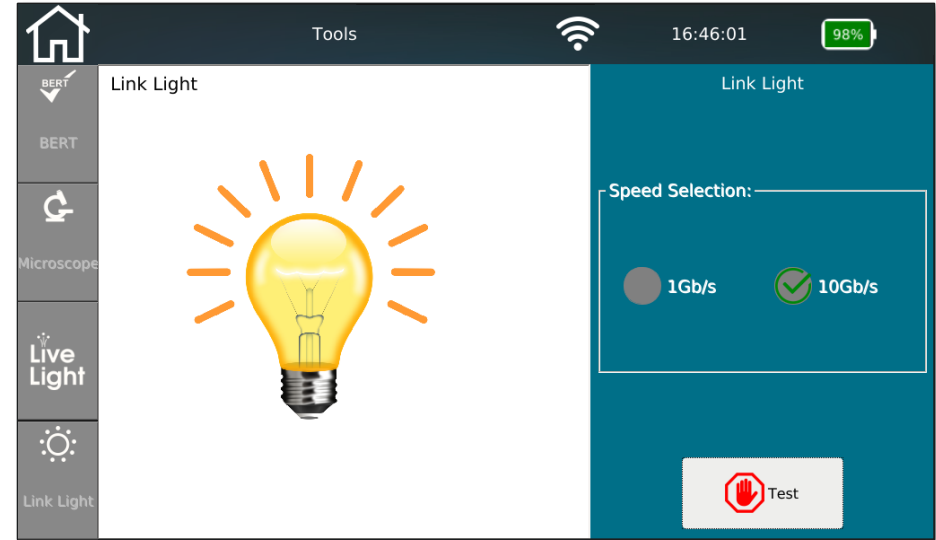 Tools
16:46:01
98%
BERT
BERT
Microscope
Live
Light
Link Light
Link Light
Link Light
Speed Selection:
1Gb/s
10Gb/s
Test